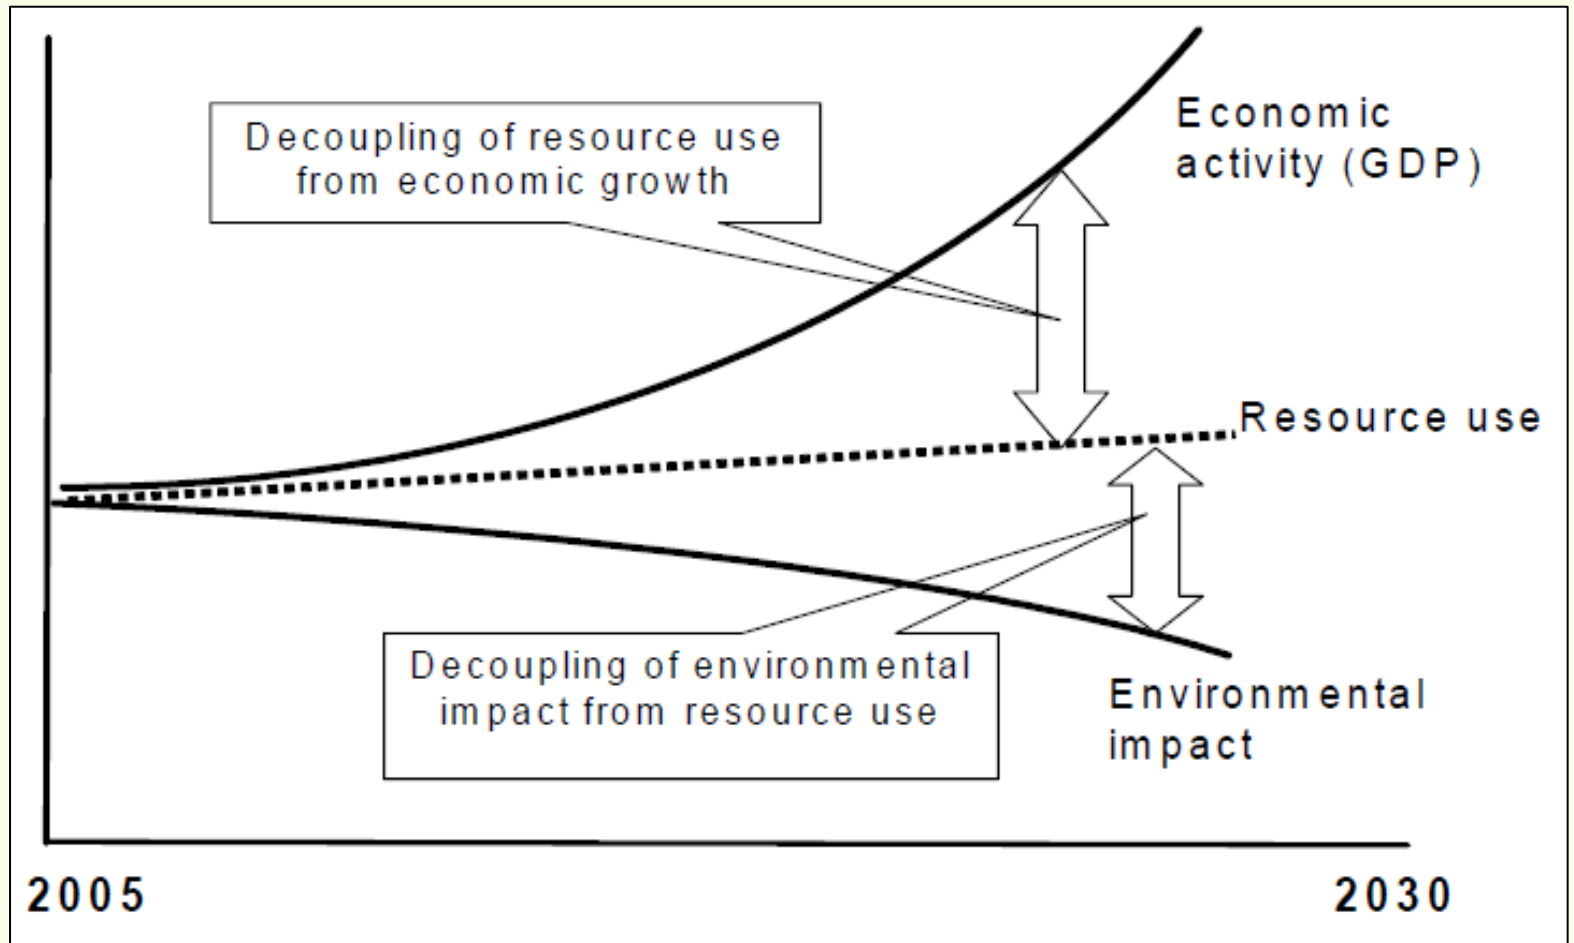 Decoupling of resource use
from economic growth
Economic
activity (GDP)
Resource use
Decoupling of environmental
impact from resource use
Environmental
impact
2005
2030